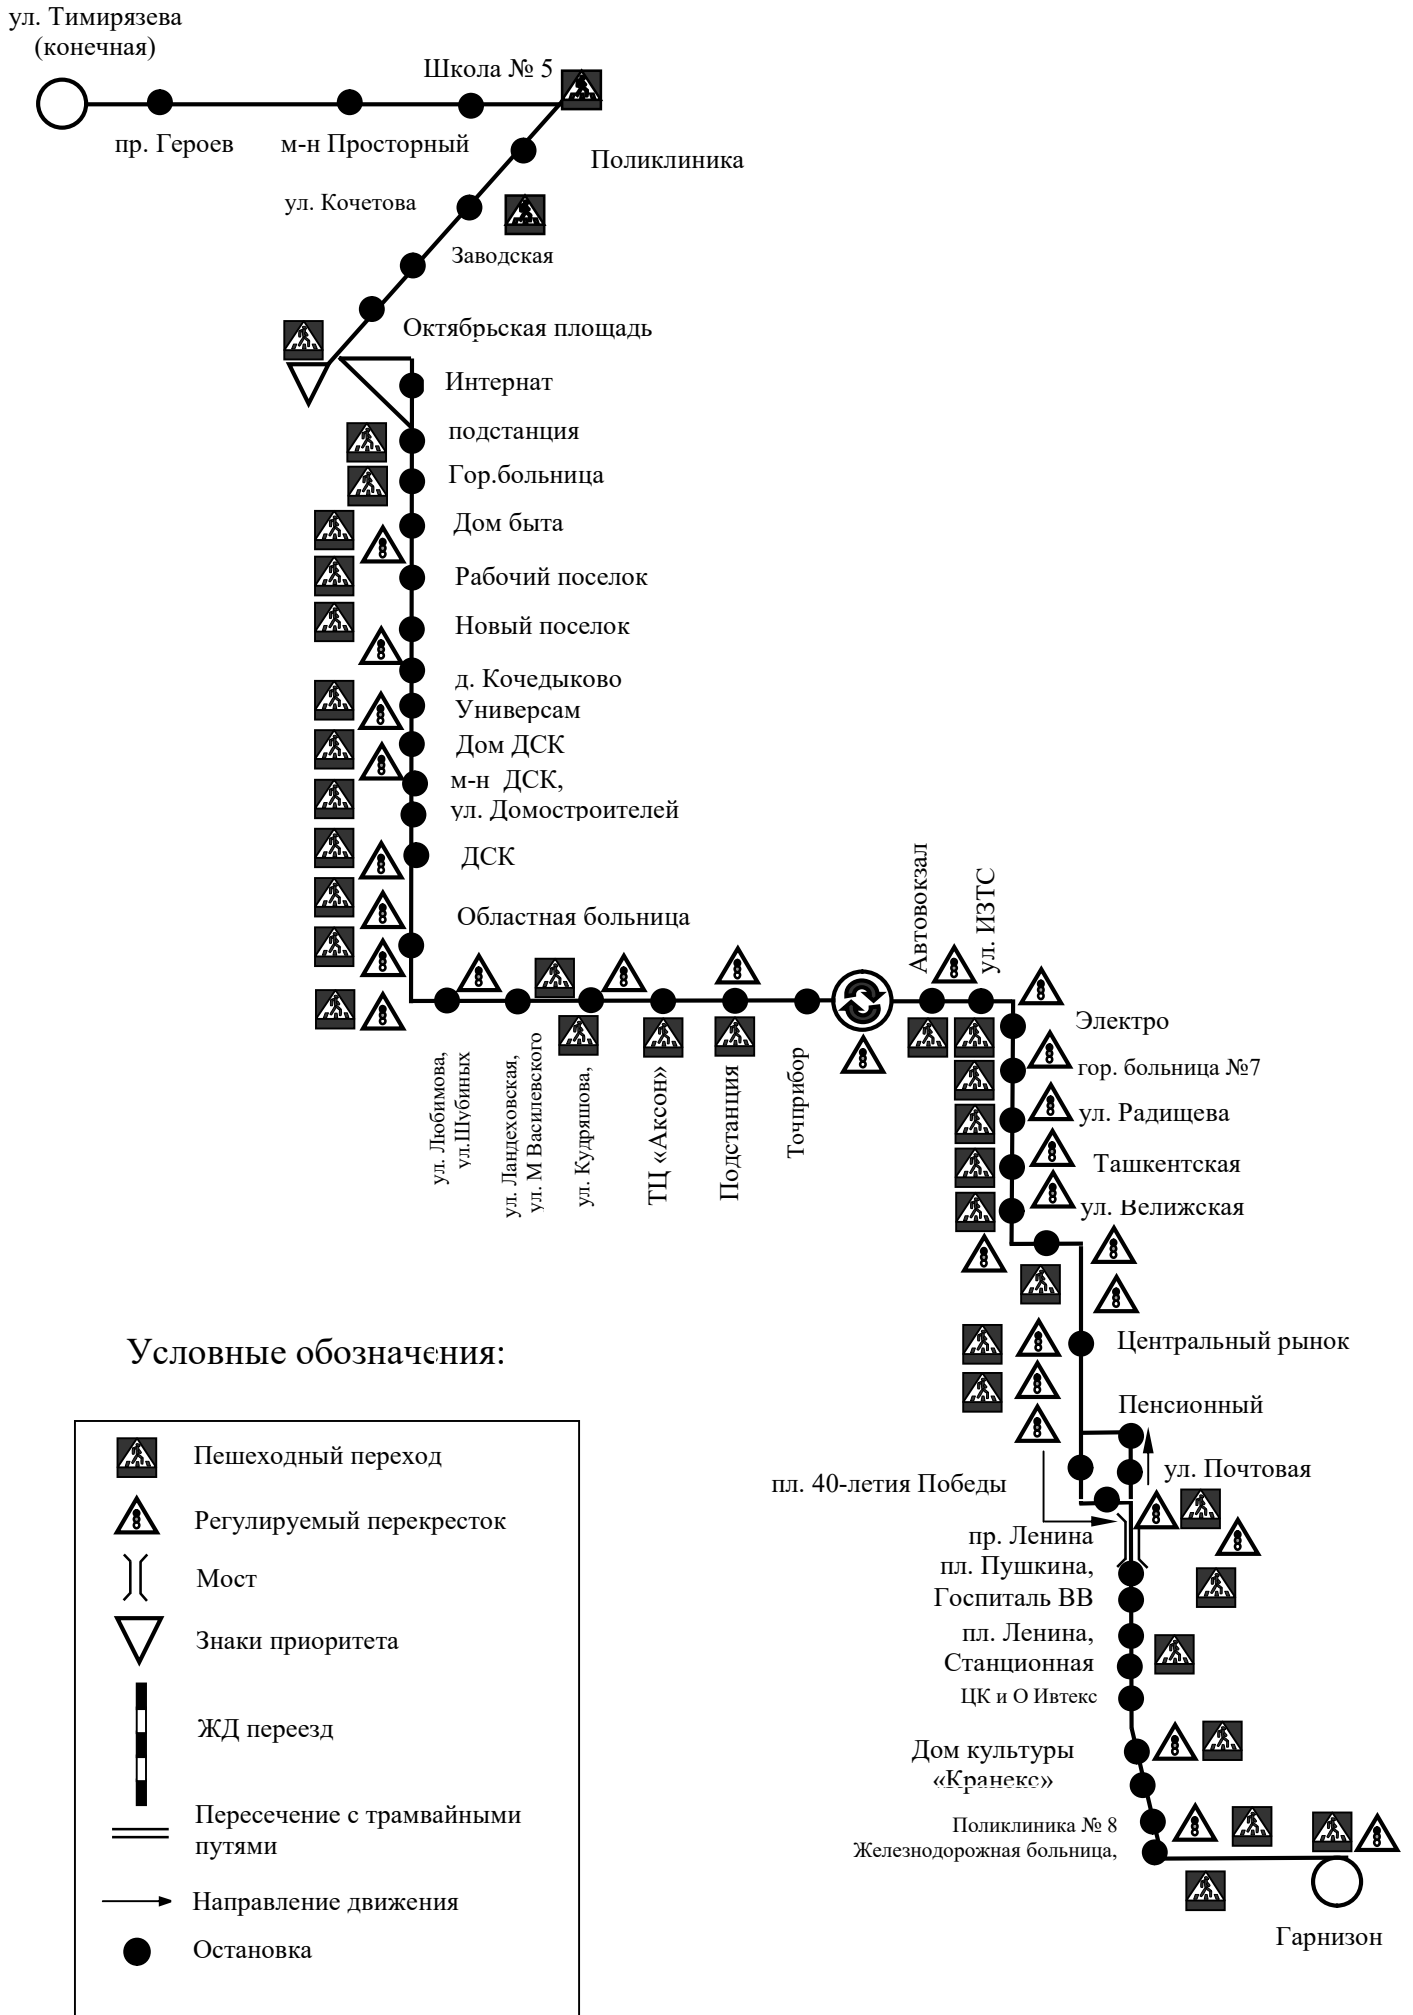 ул. Тимирязева
(конечная)
Школа № 5
пр. Героев
м-н Просторный
Поликлиника
ул. Кочетова
Заводская
Октябрьская площадь
Интернат
подстанция
Гор.больница
Дом быта
Рабочий поселок
Новый поселок
д. Кочедыково
Универсам
Дом ДСК
м-н ДСК,
ул. Домостроителей
ДСК
Областная больница
ул. Любимова,
ул.Шубиных
ул. Ландеховская,
ул. М Василевского
ул. Кудряшова,
ТЦ «Аксон»
Подстанция
Точприбор
Автовокзал
ул. ИЗТС
Электро
гор. больница №7
ул. Радищева
Ташкентская
ул. Велижская
Центральный рынок
Пенсионный
ул. Почтовая
пл. 40-летия Победы
пр. Ленина
пл. Пушкина,
Госпиталь ВВ
пл. Ленина,
Станционная
ЦК и О Ивтекс
Дом культуры
«Кранекс»
Поликлиника № 8
Железнодорожная больница,
Гарнизон
Условные обозначения:
Пешеходный переход
Регулируемый перекресток
Мост
Знаки приоритета
ЖД переезд
Пересечение с трамвайными
путями
Направление движения
Остановка